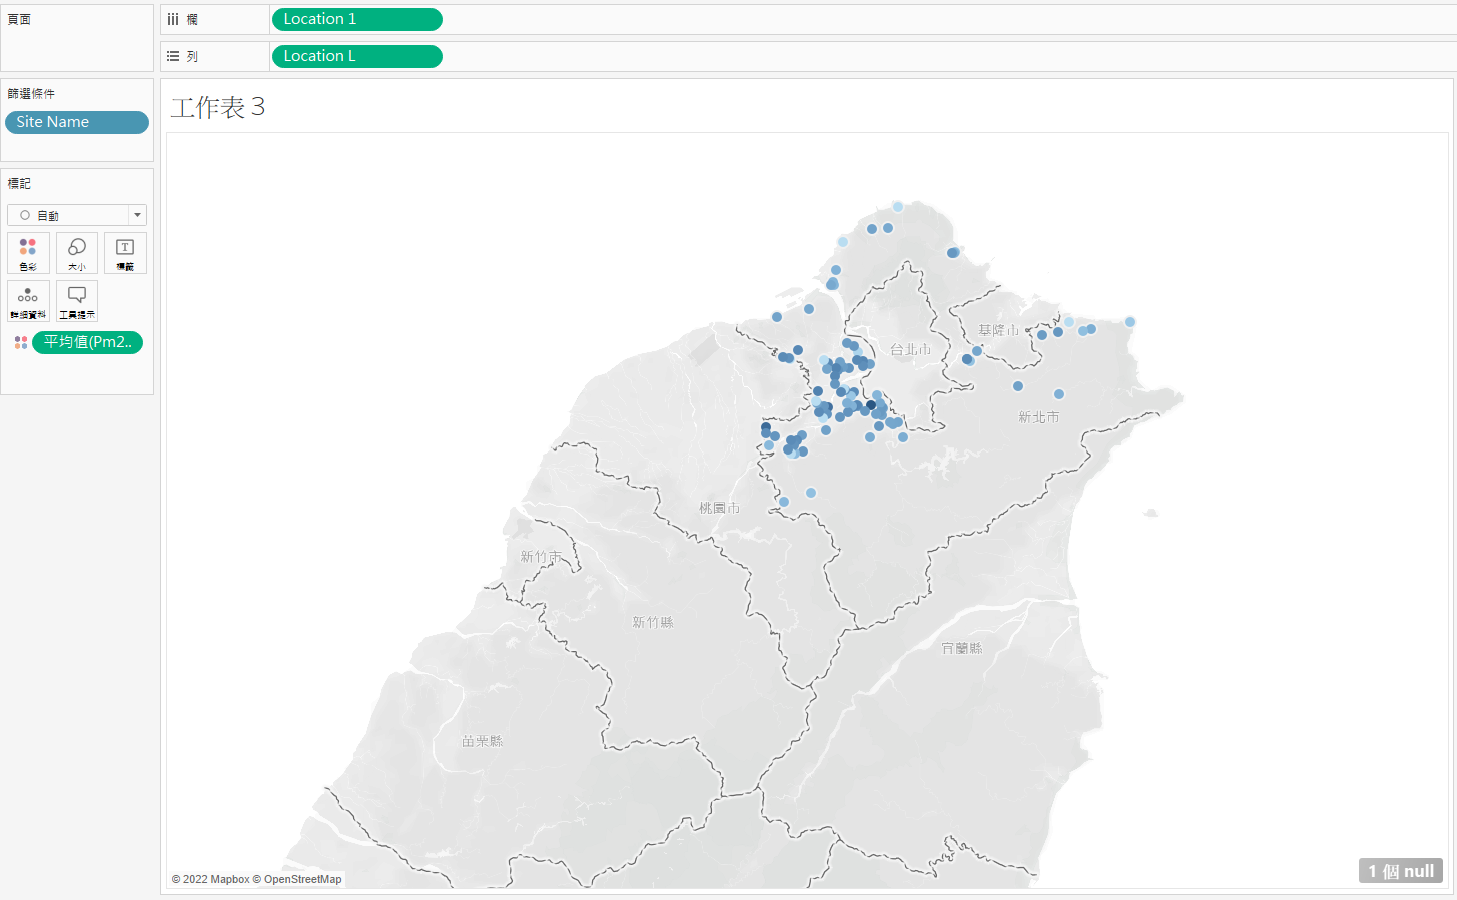 頁面
欄
Location 1
列
Location L
篩選條件
Site Name
標記
自動
色彩
大小
標籤
詳細資料
工具提示
平均值(Pm2..
工作表 3
基隆市
台北市
新北市
桃園市
新竹市
新竹縣
宜蘭縣
苗栗縣
© 2022 Mapbox © OpenStreetMap
1 個 null